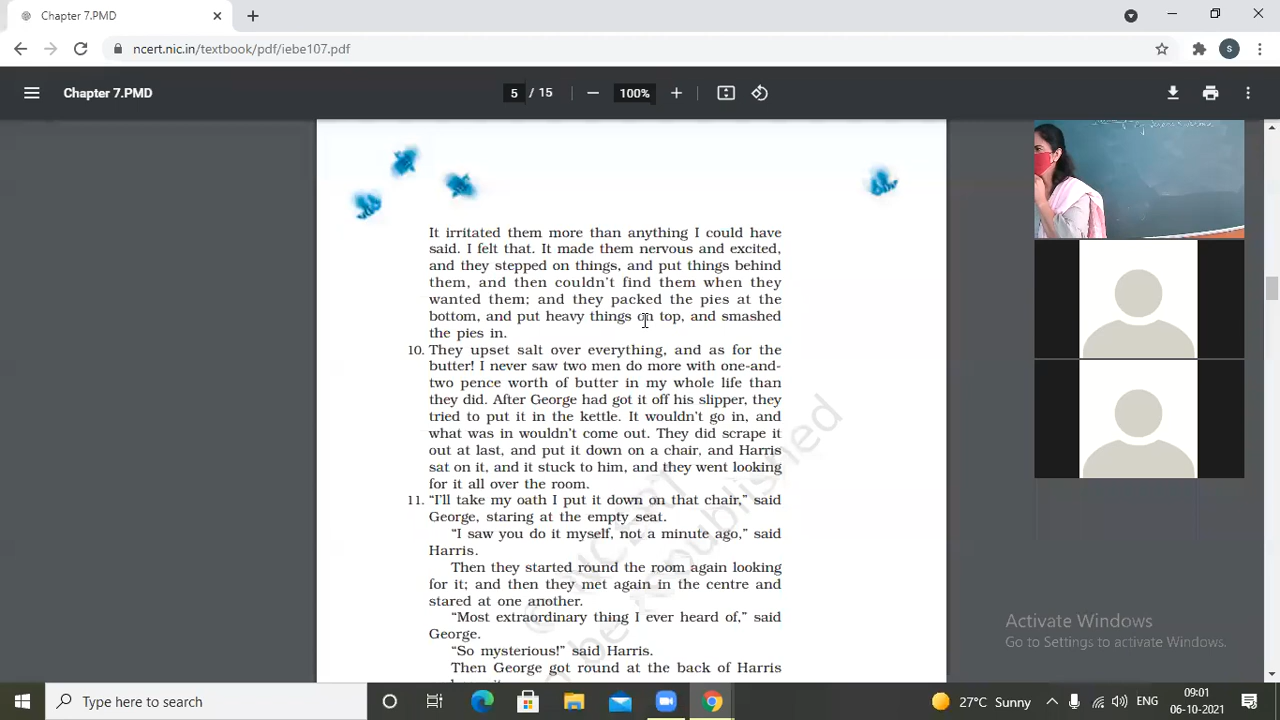 Chapter 7.PMD
ncert.nic.in/textbook/pdf/iebe107.pdf
S
Chapter 7.PMD
5 / 15
100%
It irritated them more than anything I could have
said. I felt that. It made them nervous and excited,
and they stepped on things, and put things behind
them, and then couldn't find them when they
wanted them; and they packed the pies at the
bottom, and put heavy things on top, and smashed
the pies in.
10. They upset salt over everything, and as for the
butter! I never saw two men do more with one-and-
two pence worth of butter in my whole life than
they did. After George had got it off his slipper, they
tried to put it in the kettle. It wouldn't go in, and
what was in wouldn't come out. They did scrape it
out at last, and put it down on a chair, and Harris
sat on it, and it stuck to him, and they went looking
for it all over the room.
11. “I'll take my oath I put it down on that chair,” said
George, staring at the empty seat.
“I saw you do it myself, not a minute ago,” said
Harris.
Then they started round the room again looking
for it; and then they met again in the centre and
stared at one another.
“Most extraordinary thing I ever heard of,” said
George.
“So mysterious!” said Harris.
Then George got round at the back of Harris
© NCERT
be republished
Activate Windows
Go to Settings to activate Windows.
Type here to search
27°C Sunny
ENG
09:01
06-10-2021